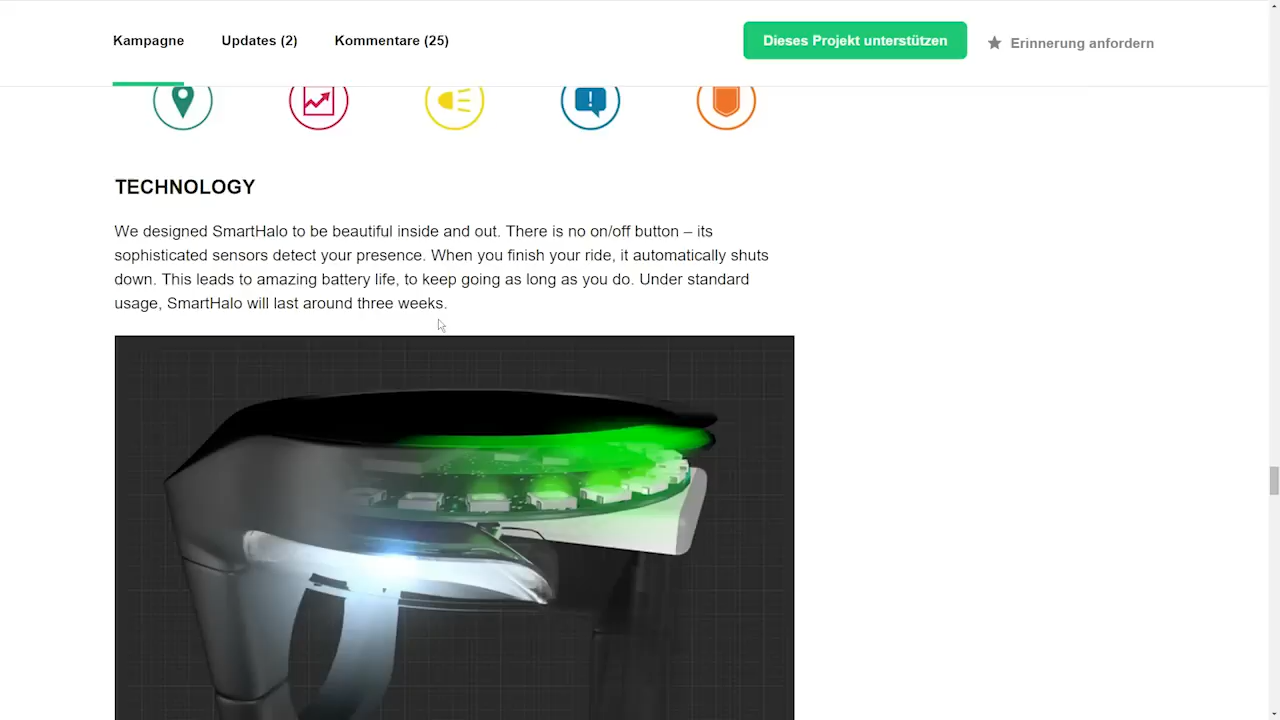 Kampagne Updates (2) Kommentare (25) Dieses Projekt unterstützen Erinnerung anfordern
TECHNOLOGY
We designed SmartHalo to be beautiful inside and out. There is no on/off button – its
sophisticated sensors detect your presence. When you finish your ride, it automatically shuts
down. This leads to amazing battery life, to keep going as long as you do. Under standard
usage, SmartHalo will last around three weeks.